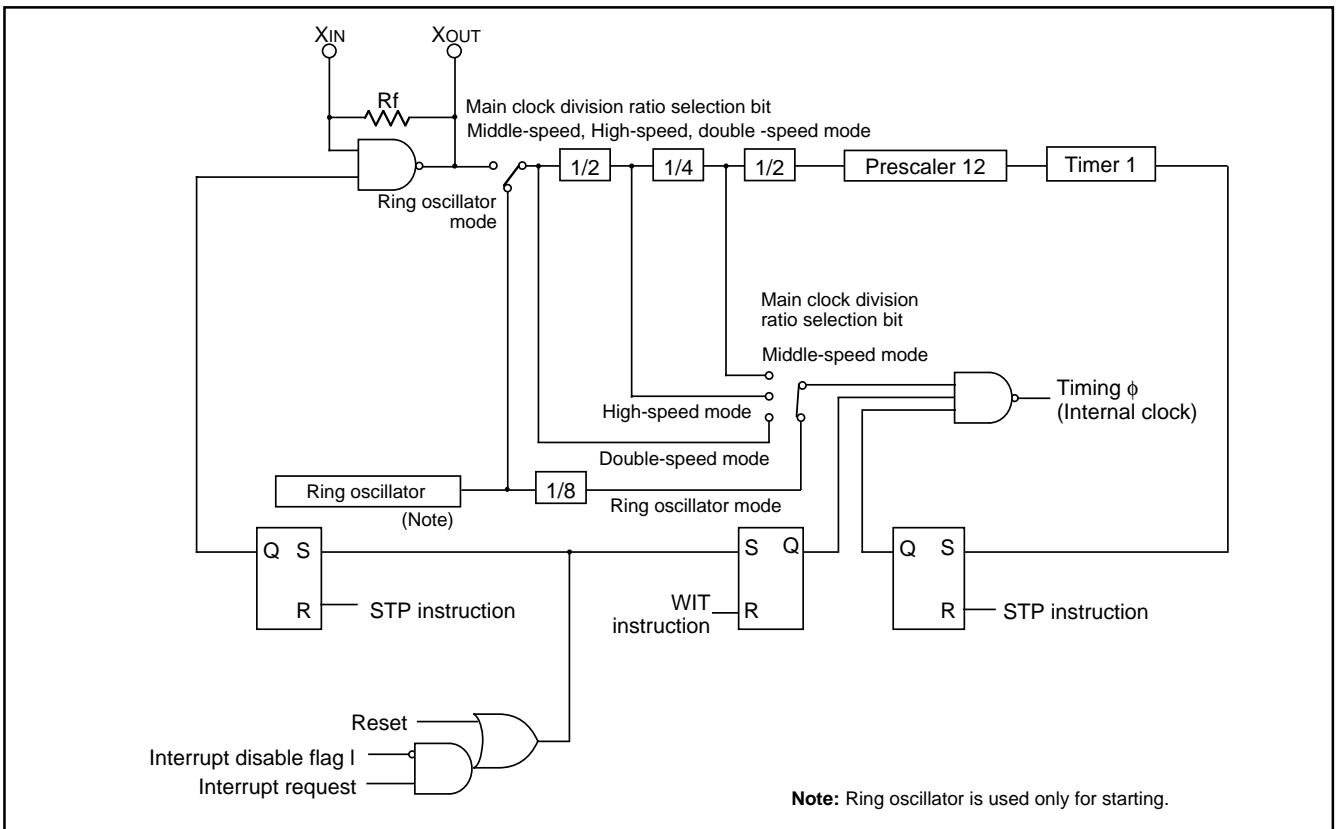 XIN
XOUT
Rf
Main clock division ratio selection bit
Middle-speed, High-speed, double -speed mode
1/2
1/4
1/2
Prescaler 12
Timer 1
Ring oscillator
mode
Main clock division
ratio selection bit
Middle-speed mode
High-speed mode
Timing ϕ
(Internal clock)
Double-speed mode
Ring oscillator
1/8
Ring oscillator mode
(Note)
Q S
R
STP instruction
S Q
R
WIT
instruction
Q S
R
STP instruction
Reset
Interrupt disable flag I
Interrupt request
Note: Ring oscillator is used only for starting.